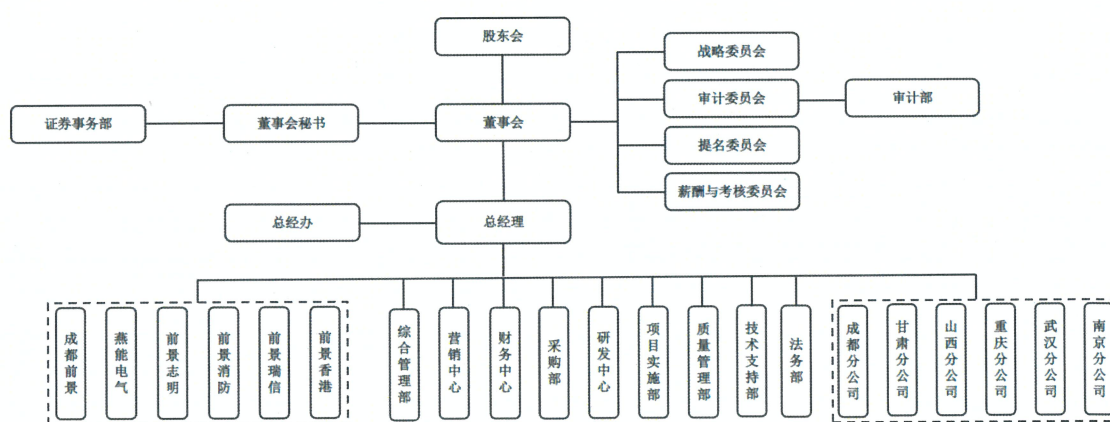 股东会
战略委员会
审计委员会
审计部
证券事务部
董事会秘书
董事会
提名委员会
薪酬与考核委员会
总经办
总经理
成都前景
燕能电气
前景志明
前景消防
前景瑞信
前景香港
综合管理部
营销中心
财务中心
采购部
研发中心
项目实施部
质量管理部
技术支持部
法务部
成都分公司
甘肃分公司
山西分公司
重庆分公司
武汉分公司
南京分公司